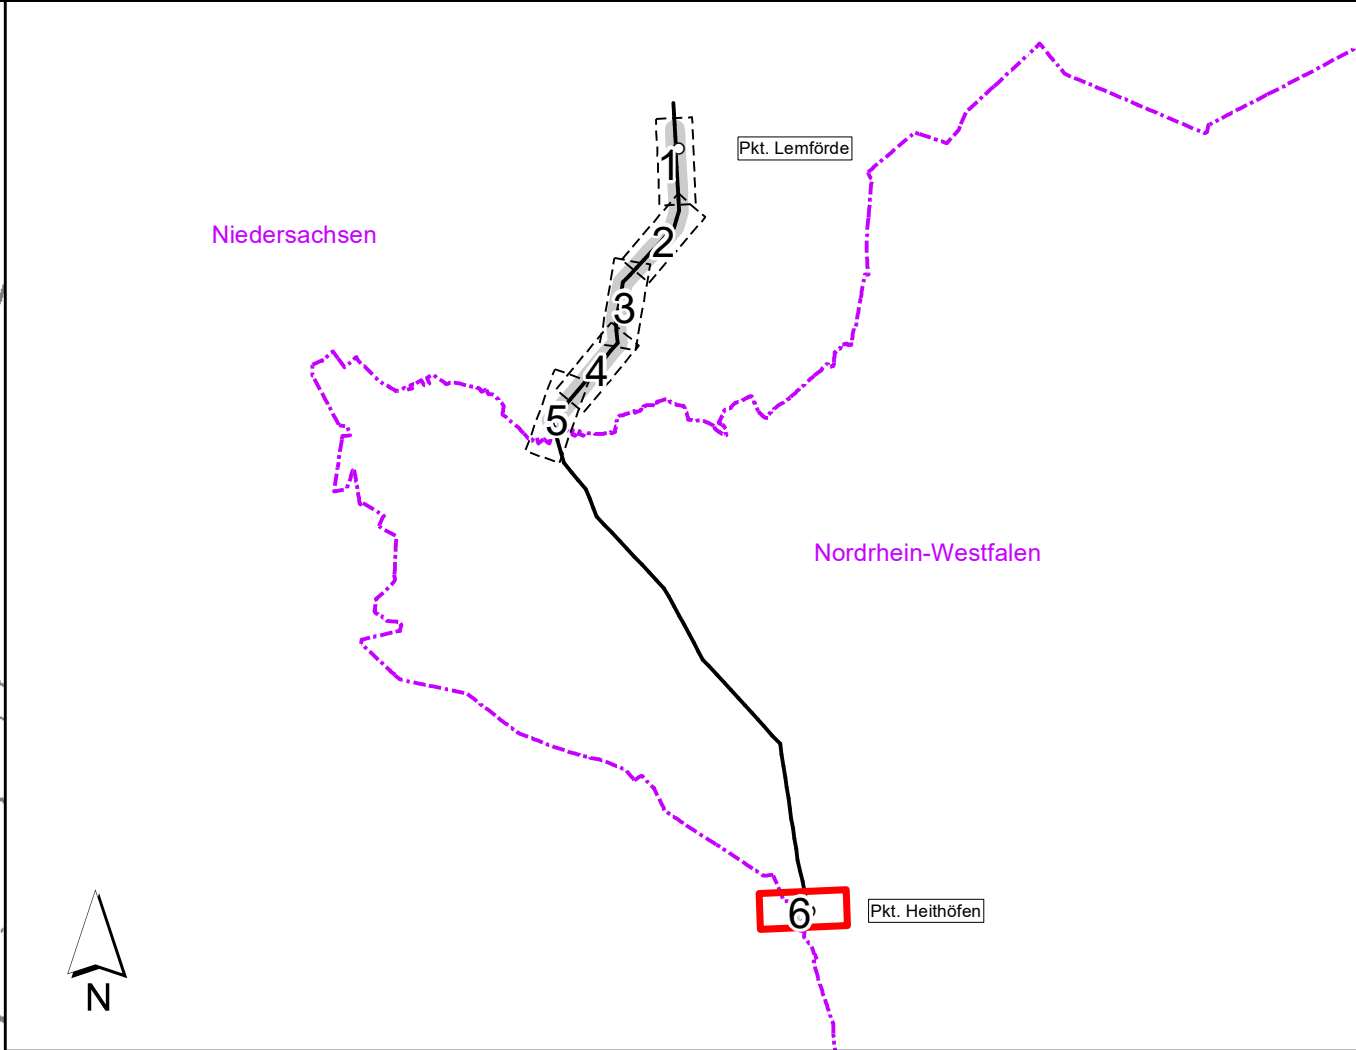 Pkt. Lemförde
1
Niedersachsen
2
3
4
5
Nordrhein-Westfalen
6
Pkt. Heithöfen
N